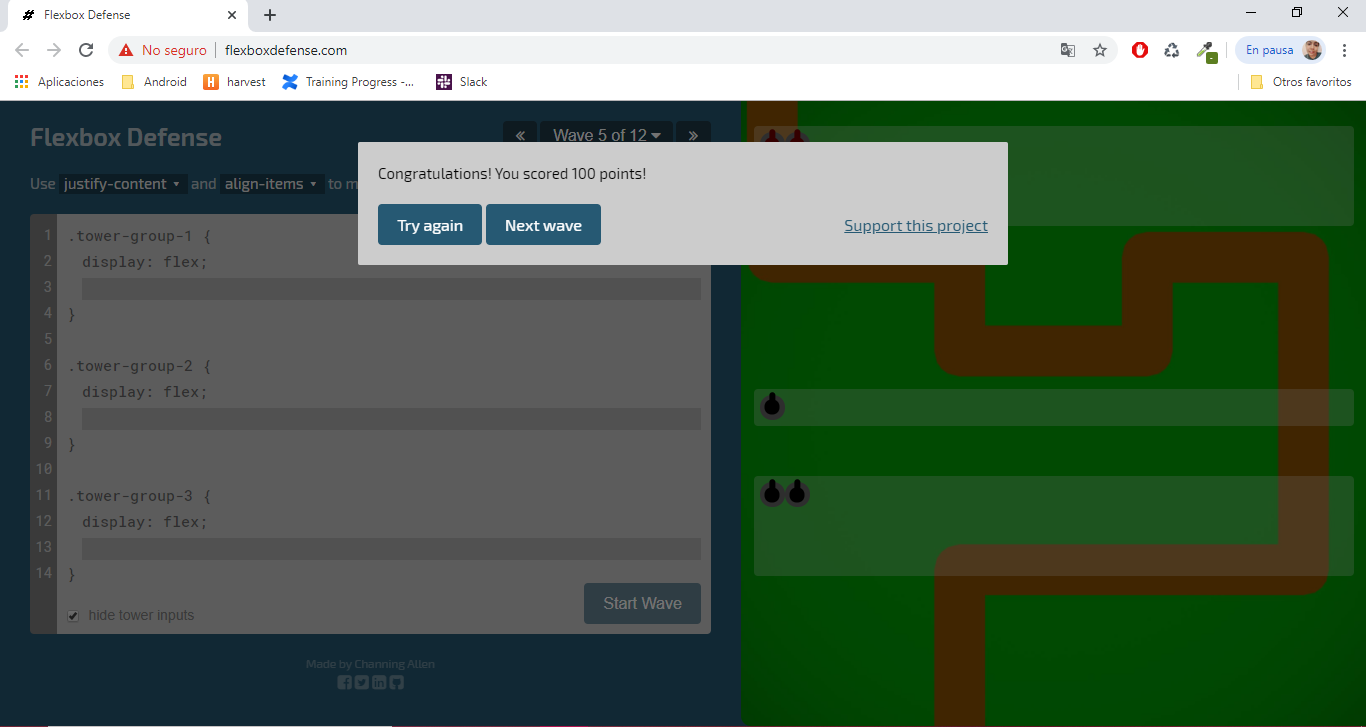 Flexbox Defense
No seguro | flexboxdefense.com
En pausa
Aplicaciones Android harvest Training Progress -... Slack Otros favoritos
Flexbox Defense
« Wave 5 of 12 »
Use justify-content and align-items to m
Congratulations! You scored 100 points!
Try again Next wave Support this project
1 .tower-group-1 {
2 display: flex;
3
4 }
5
6 .tower-group-2 {
7 display: flex;
8
9 }
10
11 .tower-group-3 {
12 display: flex;
13
14 }
hide tower inputs
Start Wave
Made by Channing Allen